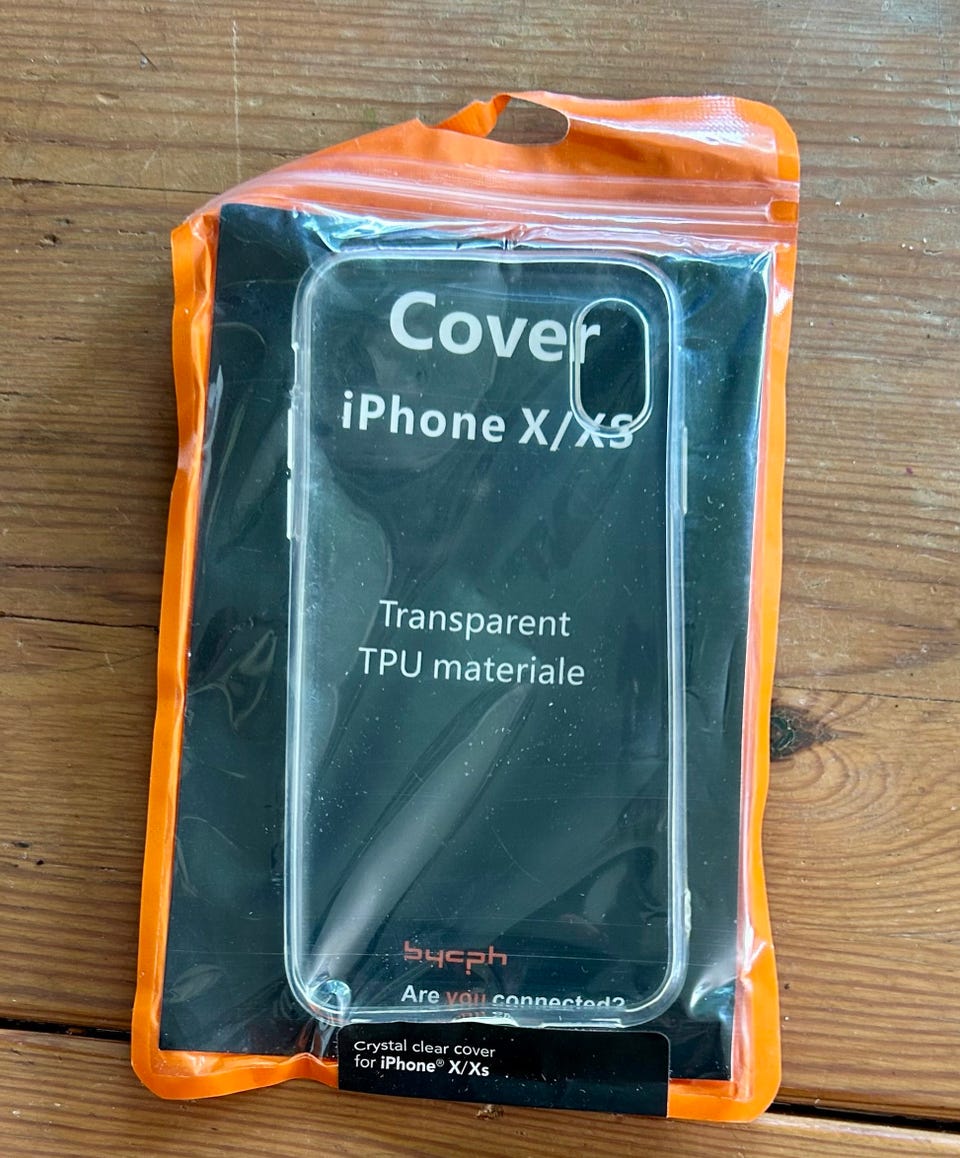 Cover
iPhone X/XS
Transparent
TPU materiale
bycph
Are you connected?
Crystal clear cover
for iPhone® X/Xs